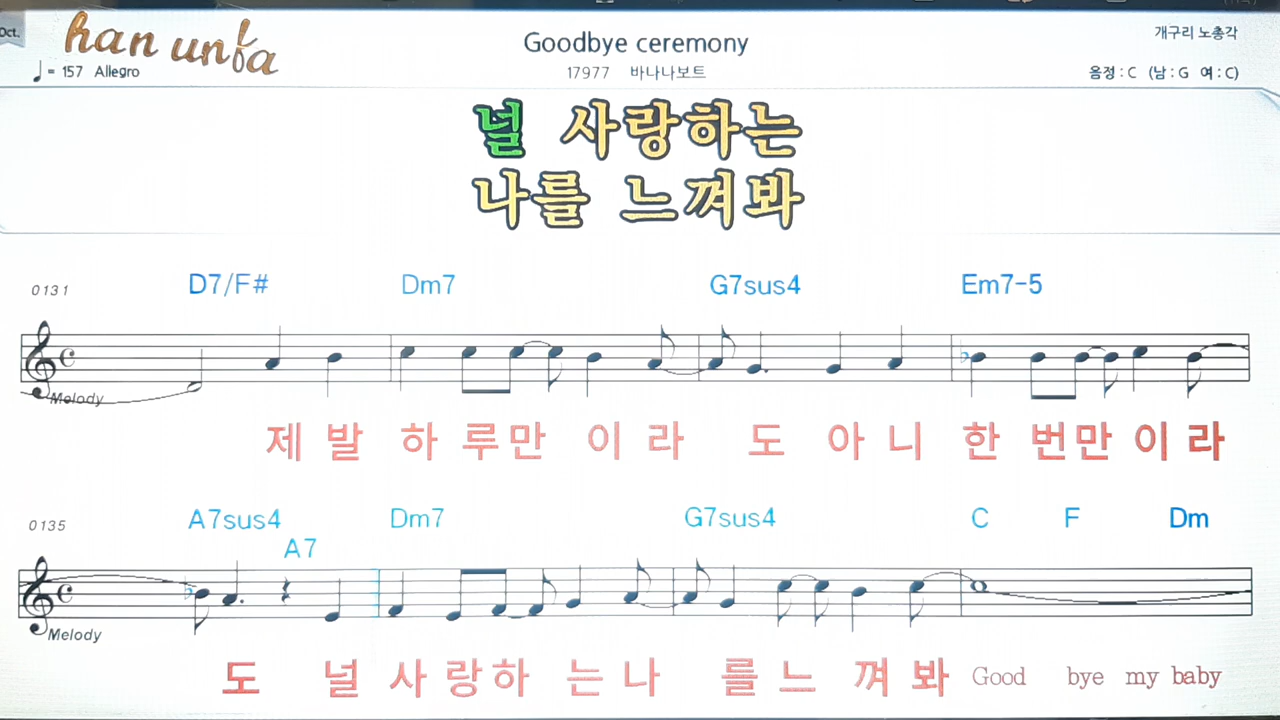 Oct.
han unfa
Goodbye ceremony
개구리 노총각
♩= 157 Allegro
17977 바나나보트
음정 : C (남 : G 여 : C)
널 사랑하는
나를 느껴봐
0131 D7/F# Dm7 G7sus4 Em7-5
Melody
제 발 하 루만 이 라 도 아 니 한 번만 이 라
0135 A7sus4 A7 Dm7 G7sus4 C F Dm
Melody
도 널 사 랑하 는 나 를 느 껴 봐 Good bye my baby